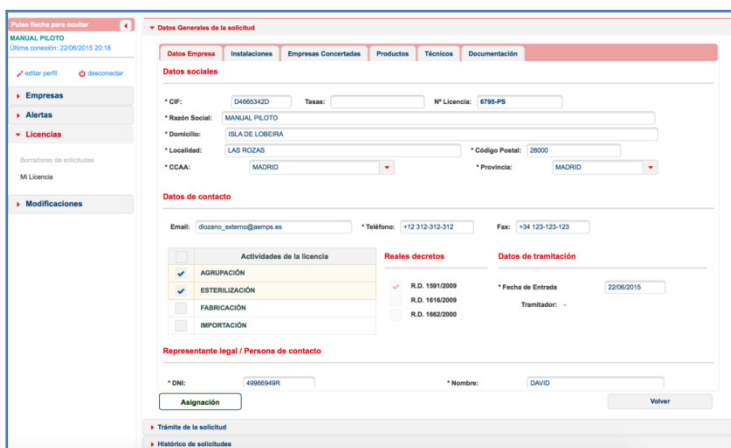 Pulse flecha para ocultar
MANUAL PILOTO
Última conexión: 22/06/2015 20:18
editar perfil desconectar
Empresas
Alertas
Licencias
Borradores de solicitudes
Mi Licencia
Modificaciones
Datos Generales de la solicitud
Datos Empresa Instalaciones Empresas Concertadas Productos Técnicos Documentación
Datos sociales
* CIF: D4665342D Tasas: Nº Licencia: 6795-PS
* Razón Social: MANUAL PILOTO
* Domicilio: ISLA DE LOBEIRA
* Localidad: LAS ROZAS * Código Postal: 28000
* CCAA: MADRID * Provincia: MADRID
Datos de contacto
Email: dlozano_externo@aemps.es * Teléfono: +12 312-312-312 Fax: +34 123-123-123
Actividades de la licencia
AGRUPACIÓN
ESTERILIZACIÓN
FABRICACIÓN
IMPORTACIÓN
Reales decretos
R.D. 1591/2009
R.D. 1616/2009
R.D. 1662/2000
Datos de tramitación
* Fecha de Entrada 22/06/2015
Tramitador: -
Representante legal / Persona de contacto
* DNI: 49966949R * Nombre: DAVID
Asignación Volver
Trámite de la solicitud
Histórico de solicitudes